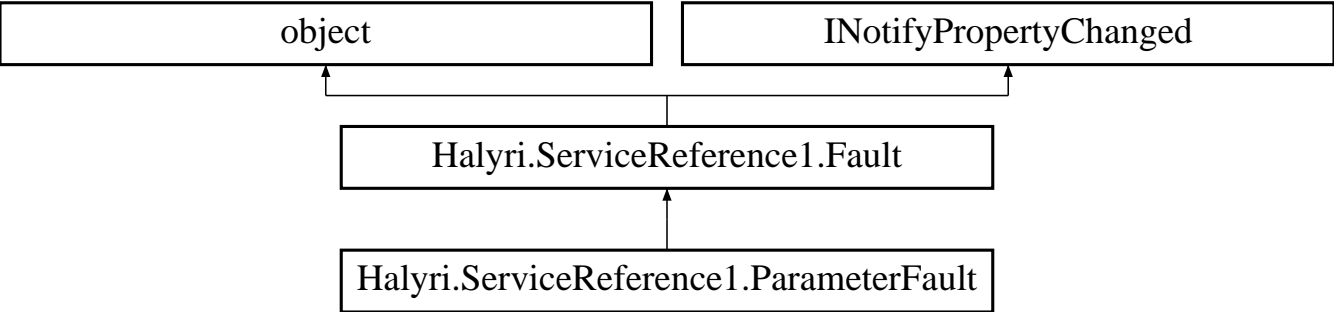 object
INotifyPropertyChanged
Halyri.ServiceReference1.Fault
Halyri.ServiceReference1.ParameterFault